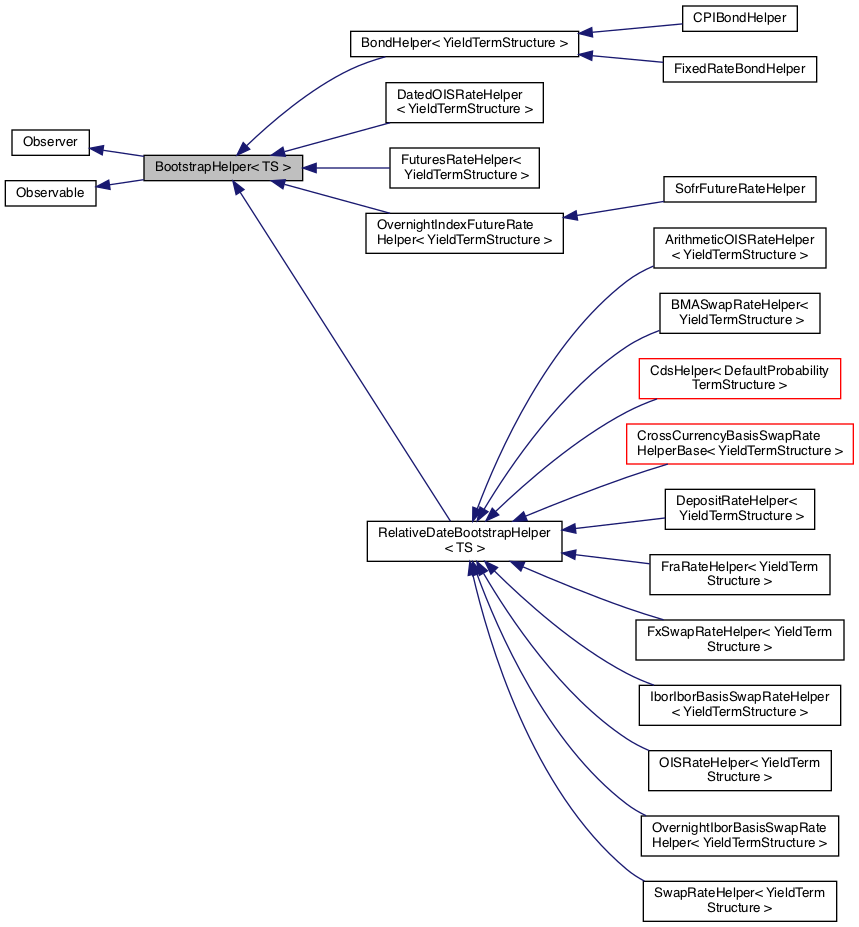 CPIBondHelper
BondHelper< YieldTermStructure >
FixedRateBondHelper
DatedOISRateHelper
< YieldTermStructure >
Observer
BootstrapHelper< TS >
FuturesRateHelper<
YieldTermStructure >
Observable
SofrFutureRateHelper
OvernightIndexFutureRate
Helper< YieldTermStructure >
ArithmeticOISRateHelper
< YieldTermStructure >
BMASwapRateHelper<
YieldTermStructure >
CdsHelper< DefaultProbability
TermStructure >
CrossCurrencyBasisSwapRate
HelperBase< YieldTermStructure >
DepositRateHelper<
YieldTermStructure >
RelativeDateBootstrapHelper
< TS >
FraRateHelper< YieldTerm
Structure >
FxSwapRateHelper< YieldTerm
Structure >
IborIborBasisSwapRateHelper
< YieldTermStructure >
OISRateHelper< YieldTerm
Structure >
OvernightIborBasisSwapRate
Helper< YieldTermStructure >
SwapRateHelper< YieldTerm
Structure >